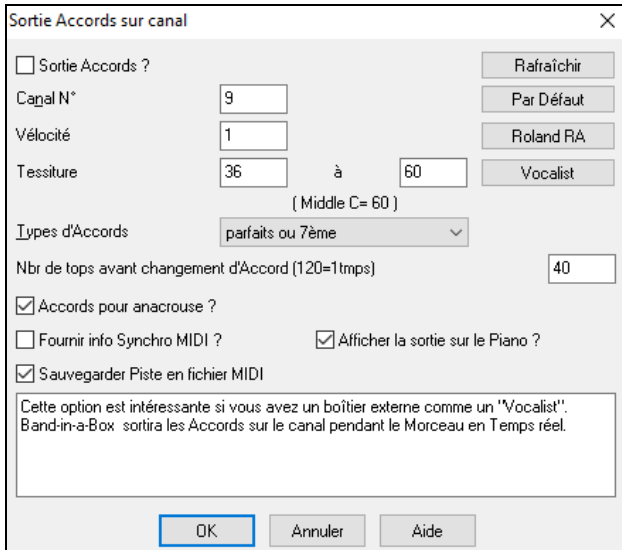 Sortie Accords sur canal
Sortie Accords ?
Rafraîchir
Canal N° 9
Par Défaut
Vélocité 1
Roland RA
Tessiture 36 à 60
Vocalist
( Middle C= 60 )
Types d'Accords parfaits ou 7ème
Nbr de tops avant changement d'Accord (120=1tmps) 40
Accords pour anacrouse ?
Fournir info Synchro MIDI ? Afficher la sortie sur le Piano ?
Sauvegarder Piste en fichier MIDI
Cette option est intéressante si vous avez un boîtier externe comme un "Vocalist".
Band-in-a-Box sortira les Accords sur le canal pendant le Morceau en Temps réel.
OK Annuler Aide